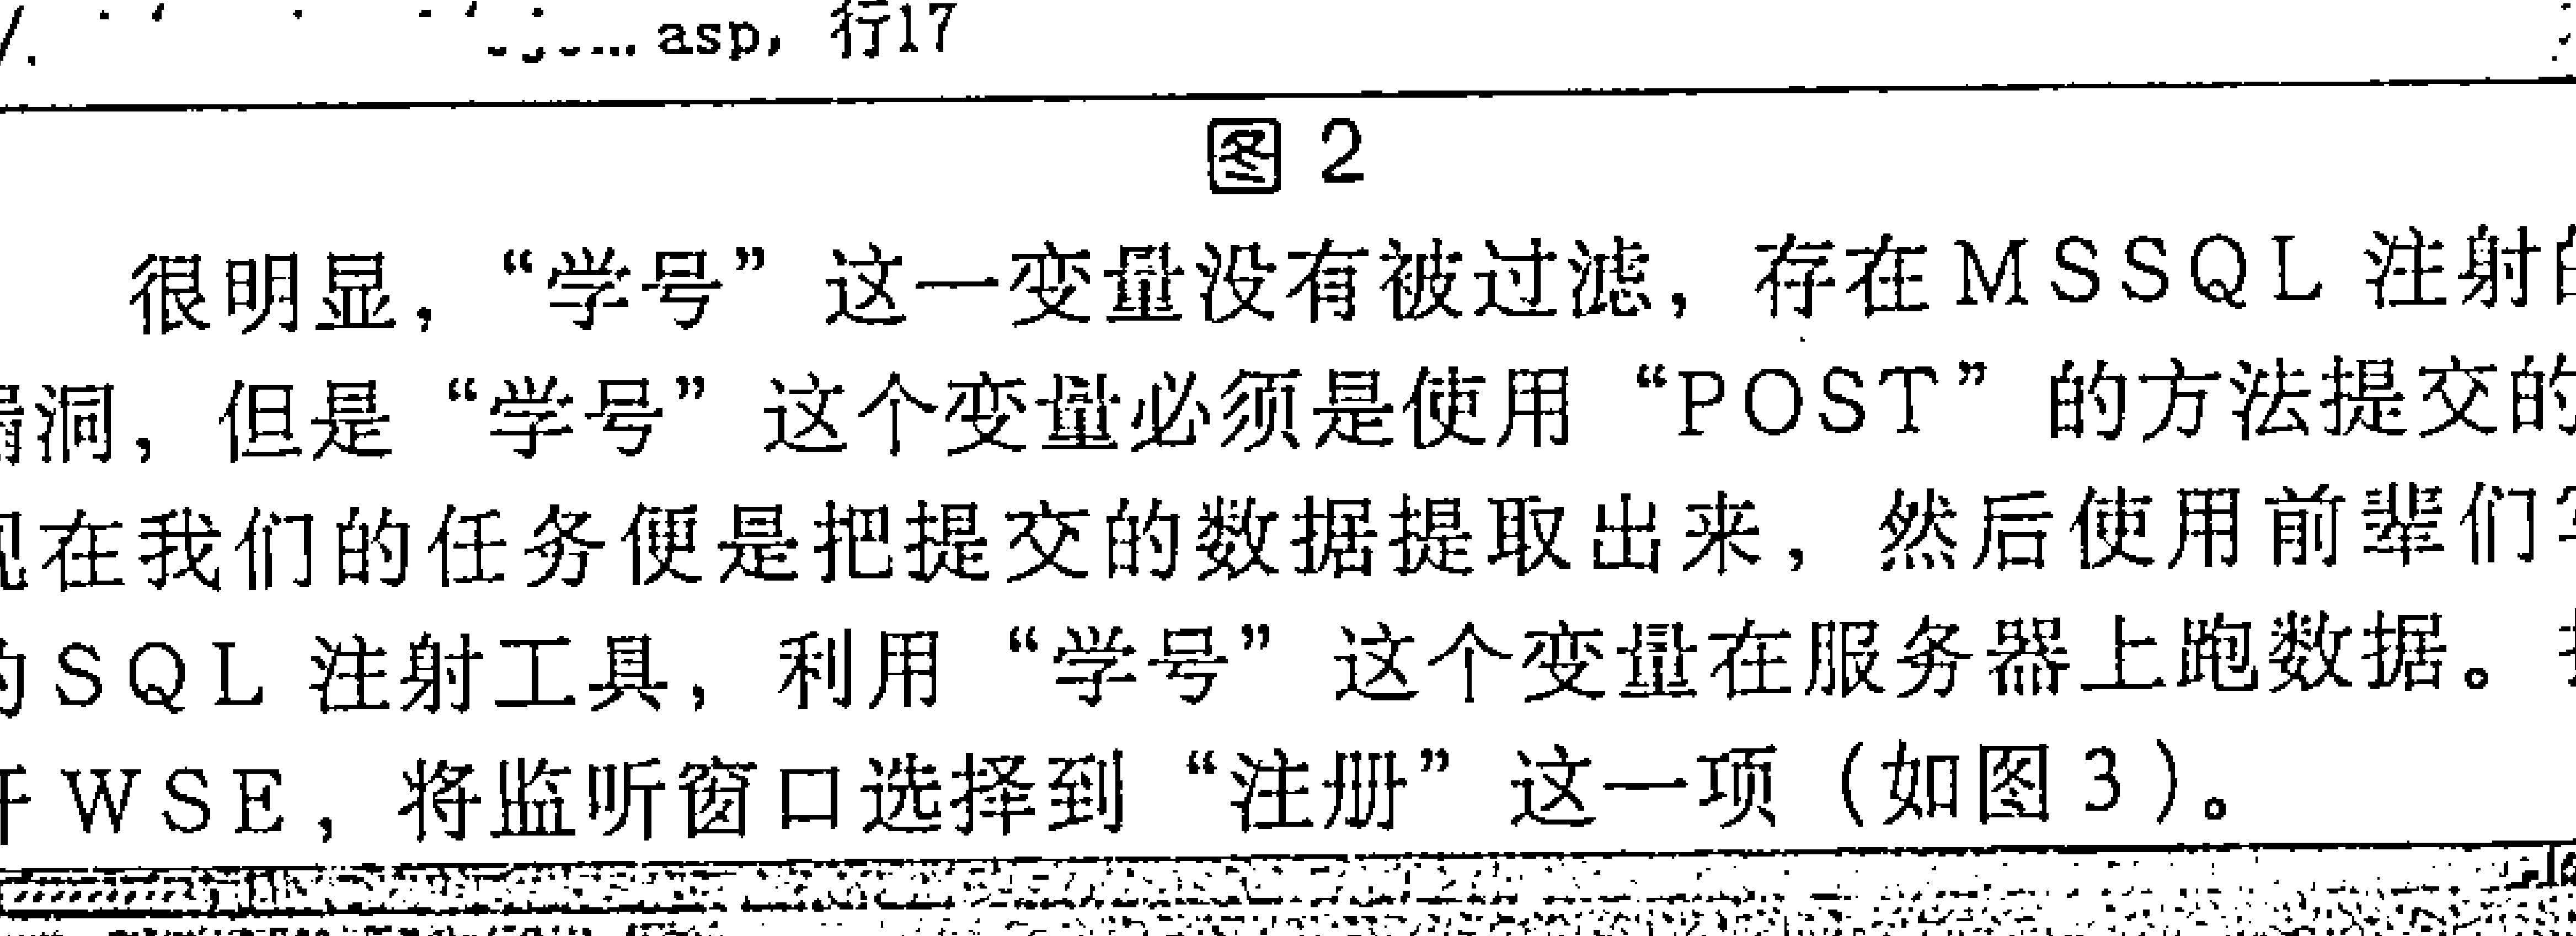 asp, 行17
图 2
很明显，“学号”这一变量没有被过滤，存在MSSQL 注射的
漏洞，但是“学号”这个变量必须是使用“POST”的方法提交的
现在我们的任务便是把提交的数据提取出来，然后使用前辈们
的SQL 注射工具，利用“学号”这个变量在服务器上跑数据。
开WSE，将监听窗口选择到“注册”这一项（如图3）。